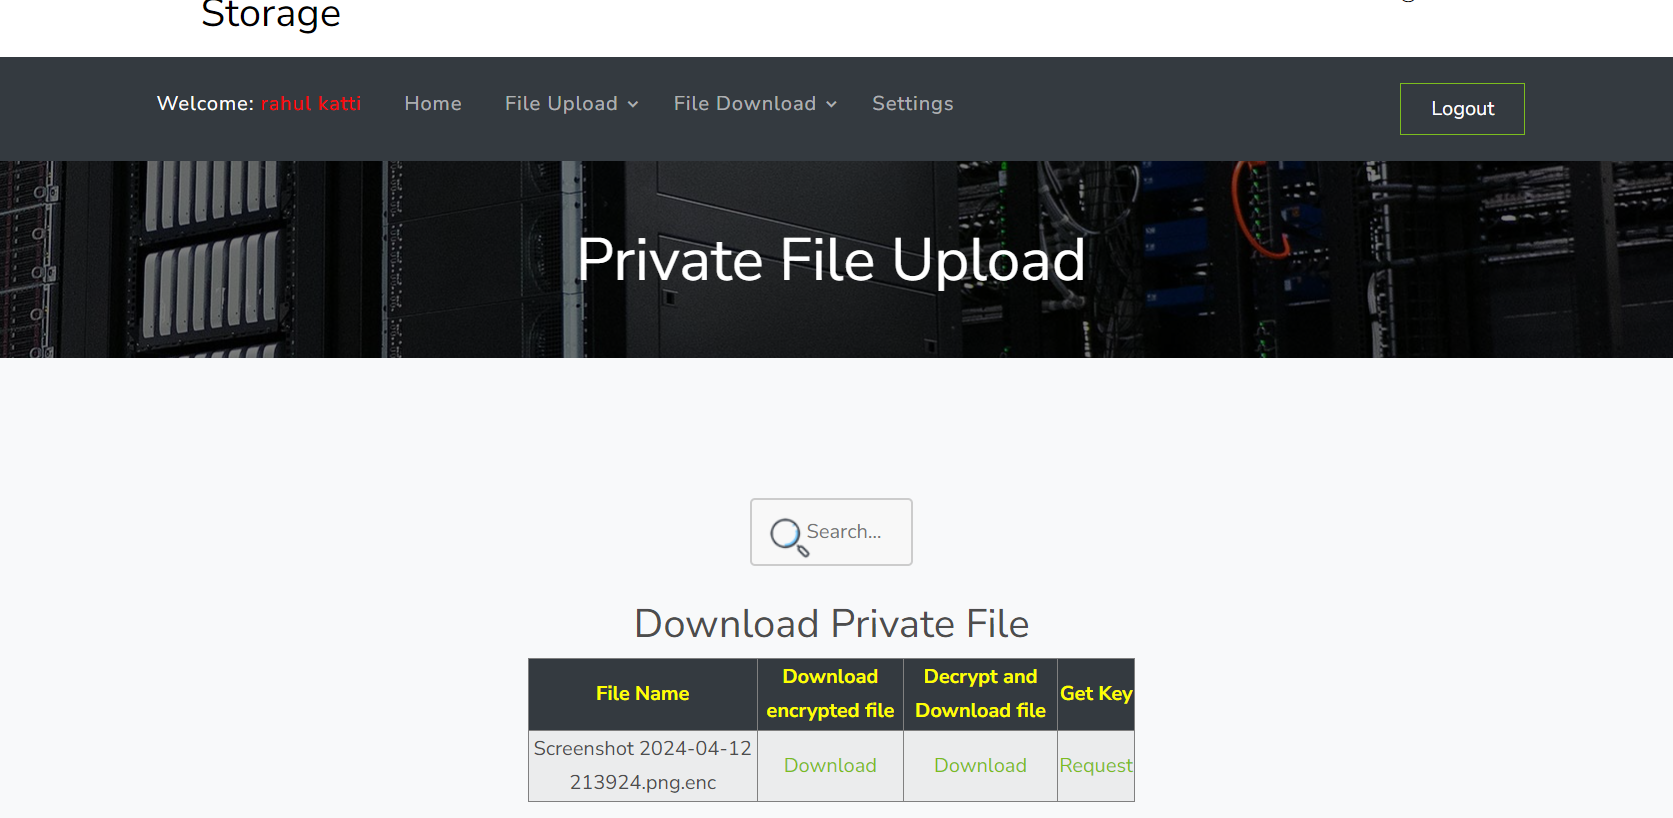 Storage
Welcome: rahul katti Home File Upload File Download Settings Logout
Private File Upload
Search...
Download Private File
File Name Download encrypted file Decrypt and Download file Get Key
Screenshot 2024-04-12 213924.png.enc Download Download Request